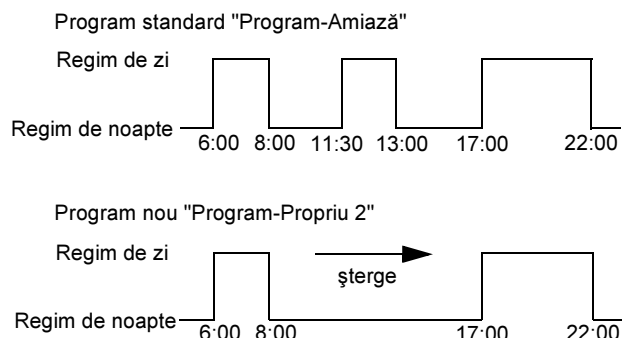 Program standard "Program-Amiază"
Regim de zi
Regim de noapte
6:00 8:00 11:30 13:00 17:00 22:00
Program nou "Program-Propriu 2"
Regim de zi
şterge
Regim de noapte
6:00 8:00 17:00 22:00